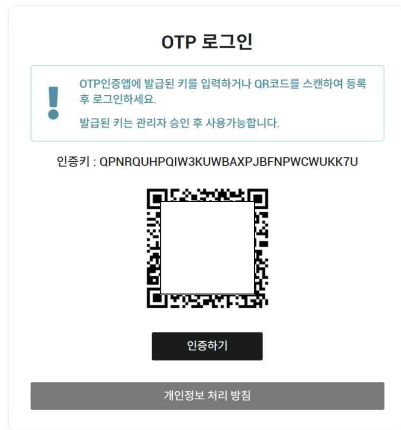 OTP 로그인
OTP인증앱에 발급된 키를 입력하거나 QR코드를 스캔하여 등록
후 로그인하세요.
발급된 키는 관리자 승인 후 사용가능합니다.
인증키 : QPNRQUHPQIW3KUWBAXPJBFNPWCWUKK7U
인증하기
개인정보 처리 방침